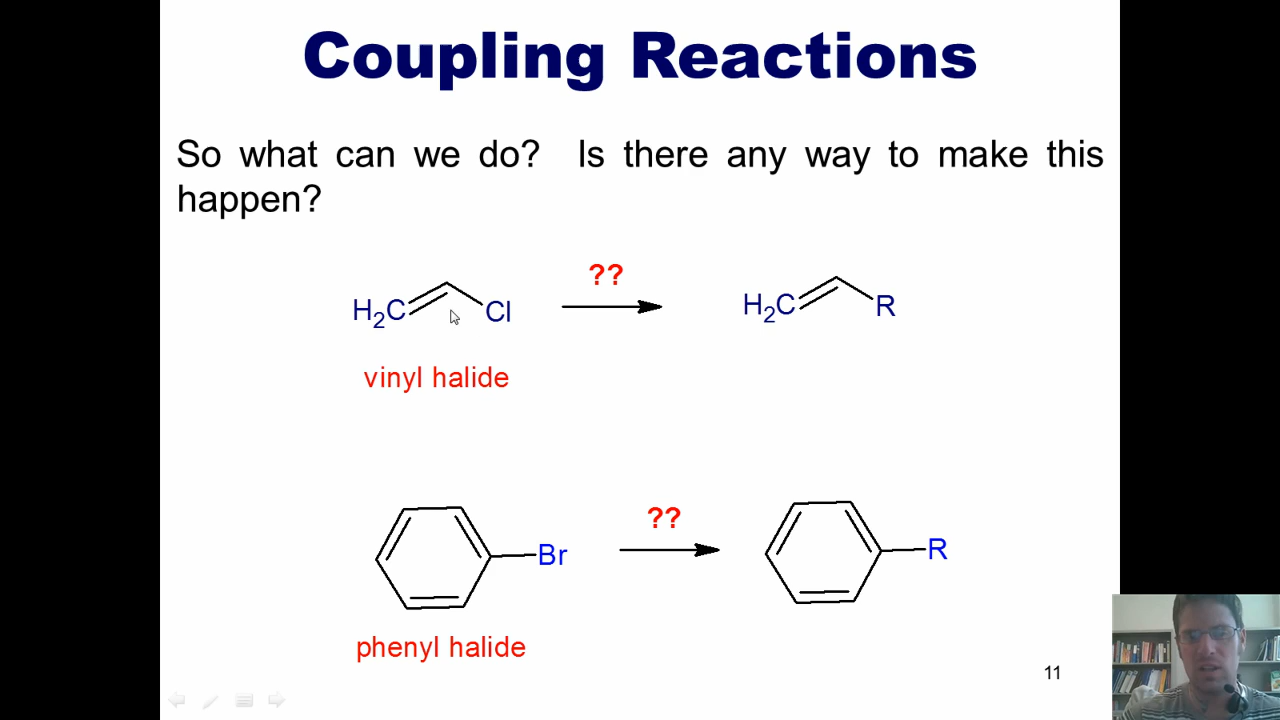 Coupling Reactions
So what can we do? Is there any way to make this
happen?
??
H2C Cl H2C R
vinyl halide
??
Br R
phenyl halide
11